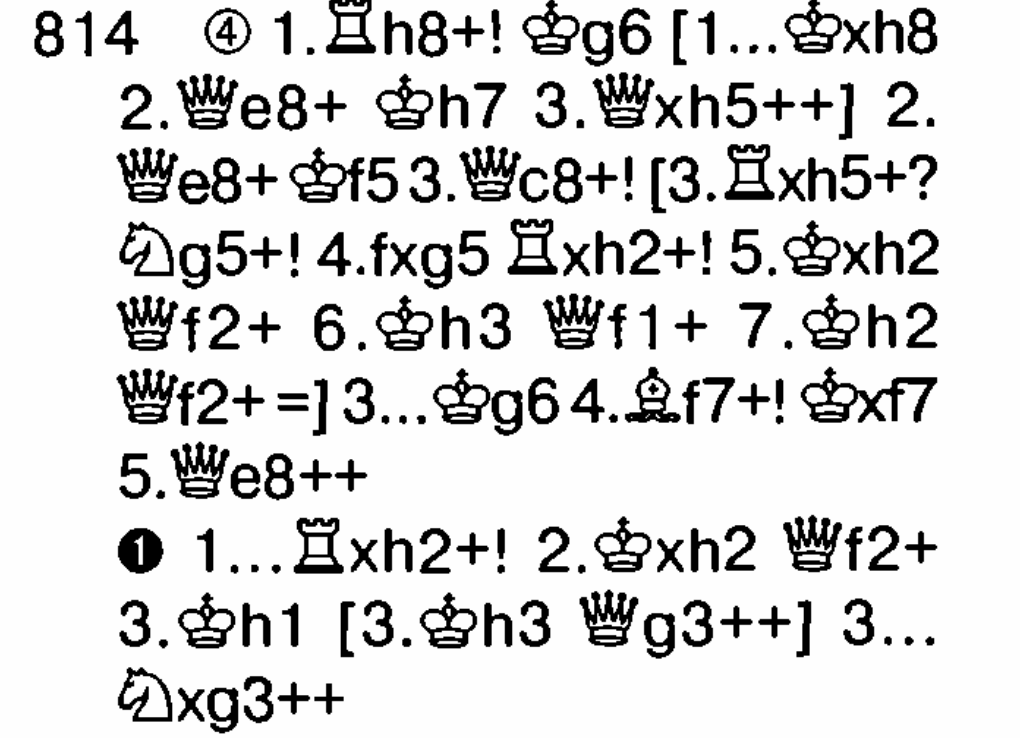 814 ④ 1.♖h8+! ♔g6 [1...♔xh8
2.♕e8+ ♔h7 3.♕xh5++] 2.
♕e8+ ♔f5 3.♕c8+! [3.♖xh5+?
♘g5+! 4.fxg5 ♖xh2+! 5.♔xh2
♕f2+ 6.♔h3 ♕f1+ 7.♔h2
♕f2+ =] 3...♔g6 4.♗f7+! ♔xf7
5.♕e8++
❶ 1...♖xh2+! 2.♔xh2 ♕f2+
3.♔h1 [3.♔h3 ♕g3++] 3...
♘xg3++